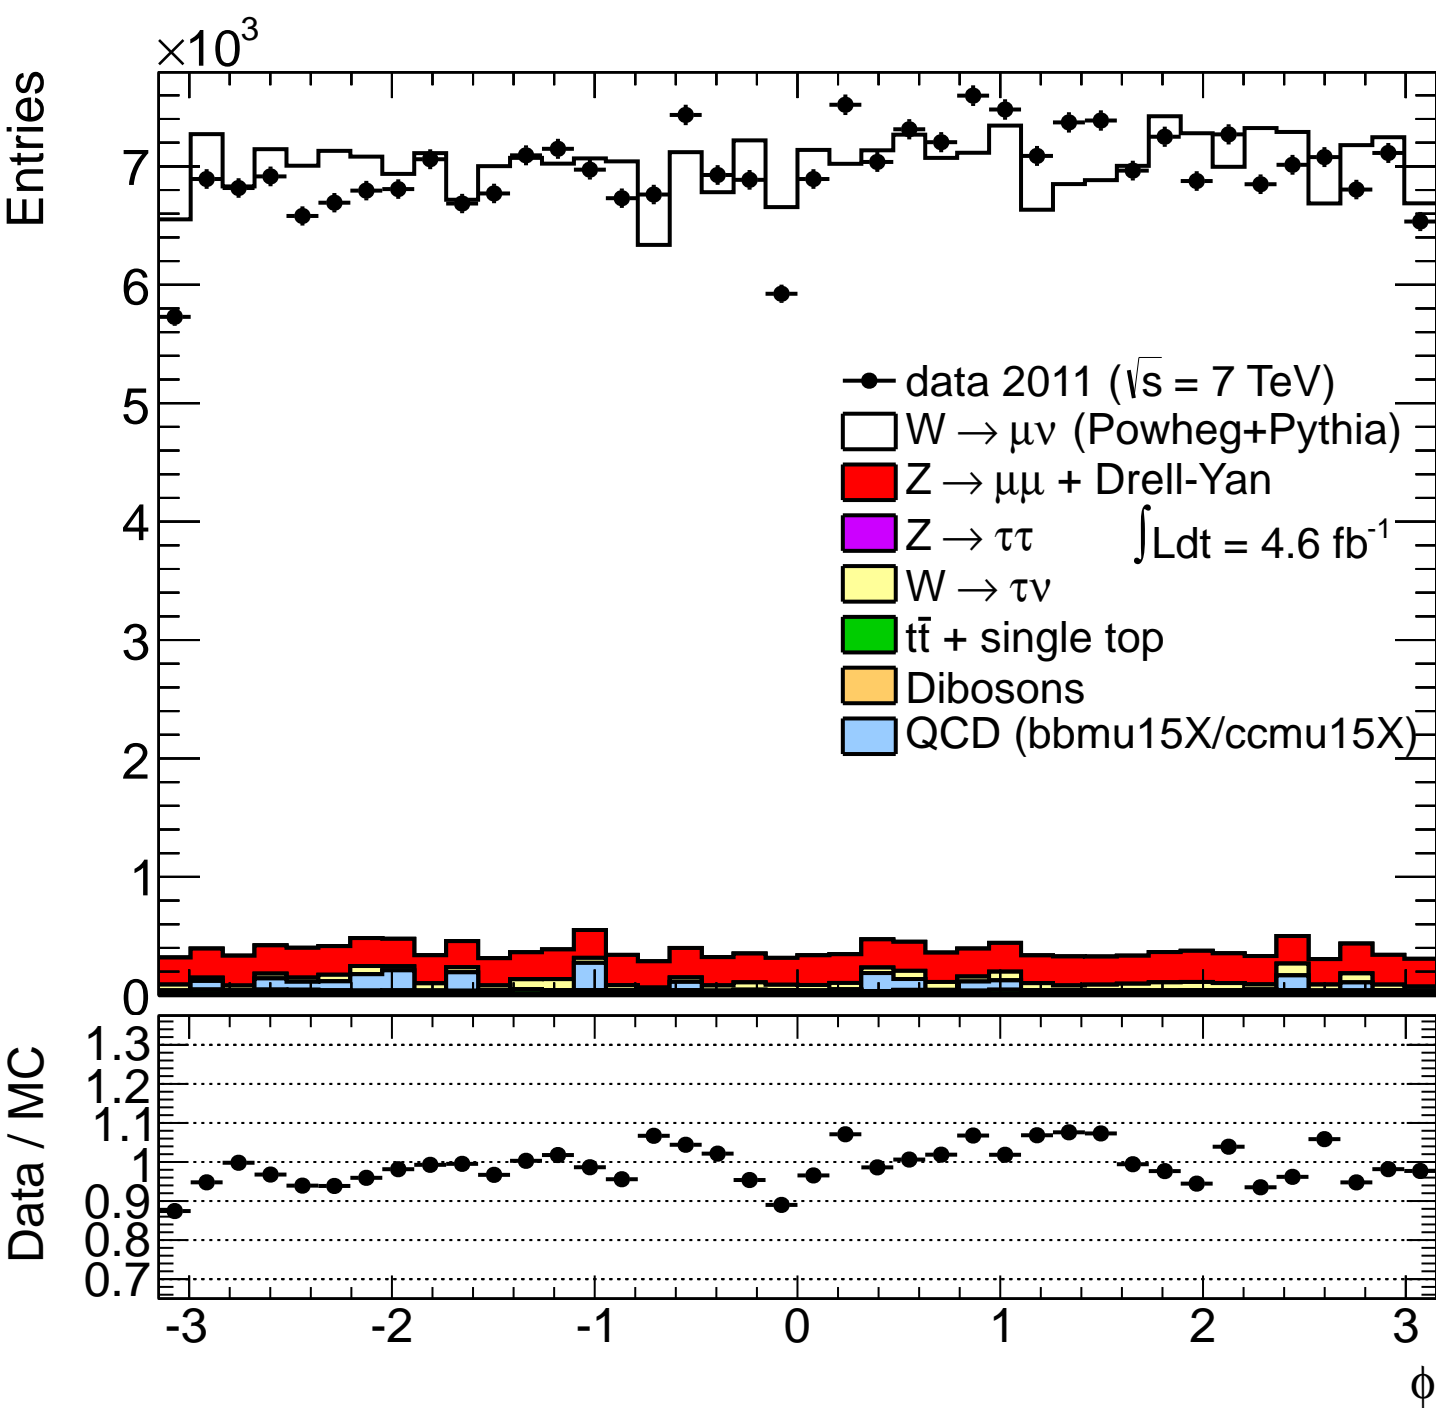 ×10³
Entries
7
6
5
4
3
2
1
0
data 2011 (√s = 7 TeV)
W → μν (Powheg+Pythia)
Z → μμ + Drell-Yan
Z → ττ
∫Ldt = 4.6 fb⁻¹
W → τν
tt̄ + single top
Dibosons
QCD (bbmu15X/ccmu15X)
Data / MC
1.3
1.2
1.1
1
0.9
0.8
0.7
-3 -2 -1 0 1 2 3
ϕ